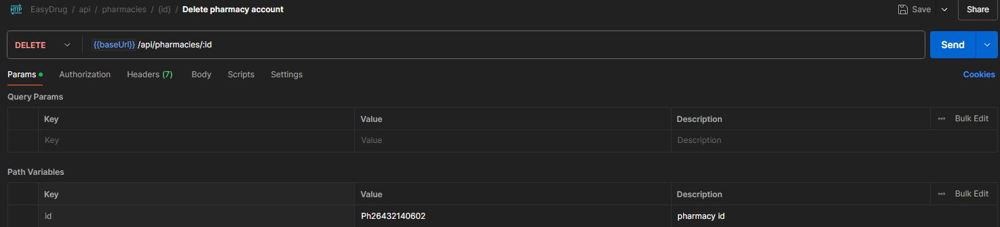 HTTP EasyDrug / api / pharmacies / {id} / Delete pharmacy account Save Share
DELETE {{baseUrl}} /api/pharmacies/:id Send
Params Authorization Headers (7) Body Scripts Settings Cookies
Query Params
Key Value Description ••• Bulk Edit
Key Value Description
Path Variables
Key Value Description ••• Bulk Edit
id Ph26432140602 pharmacy id